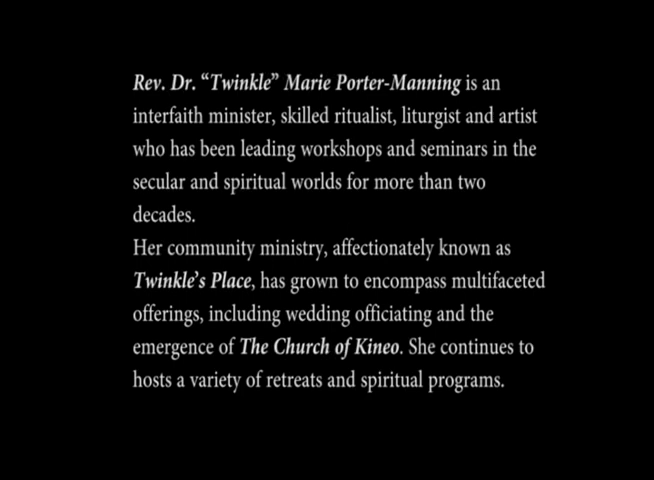 Rev. Dr. “Twinkle” Marie Porter-Manning is an
interfaith minister, skilled ritualist, liturgist and artist
who has been leading workshops and seminars in the
secular and spiritual worlds for more than two
decades.
Her community ministry, affectionately known as
Twinkle’s Place, has grown to encompass multifaceted
offerings, including wedding officiating and the
emergence of The Church of Kineo. She continues to
hosts a variety of retreats and spiritual programs.